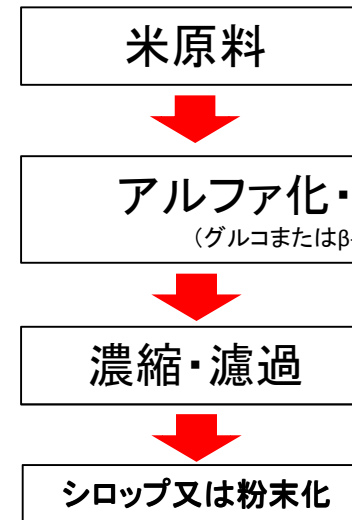 米原料
アルファ化・
（グルコまたはβ-
濃縮・濾過
シロップ又は粉末化